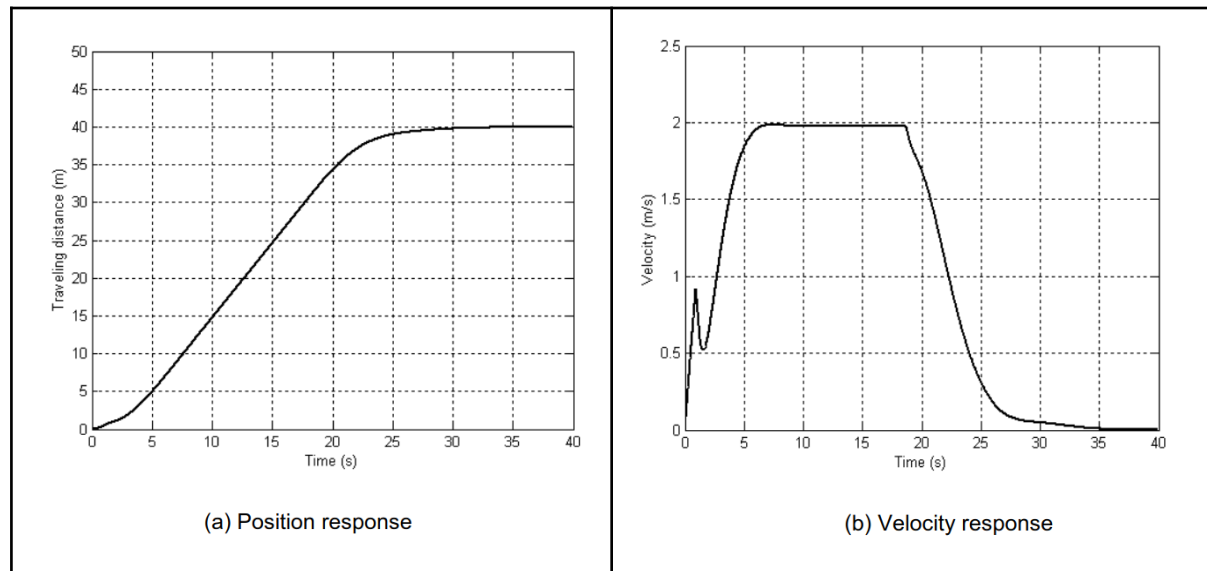 50
45
40
35
30
25
20
15
10
5
0
Traveling distance (m)
0 5 10 15 20 25 30 35 40
Time (s)
(a) Position response
2.5
2
1.5
1
0.5
0
Velocity (m/s)
0 5 10 15 20 25 30 35 40
Time (s)
(b) Velocity response